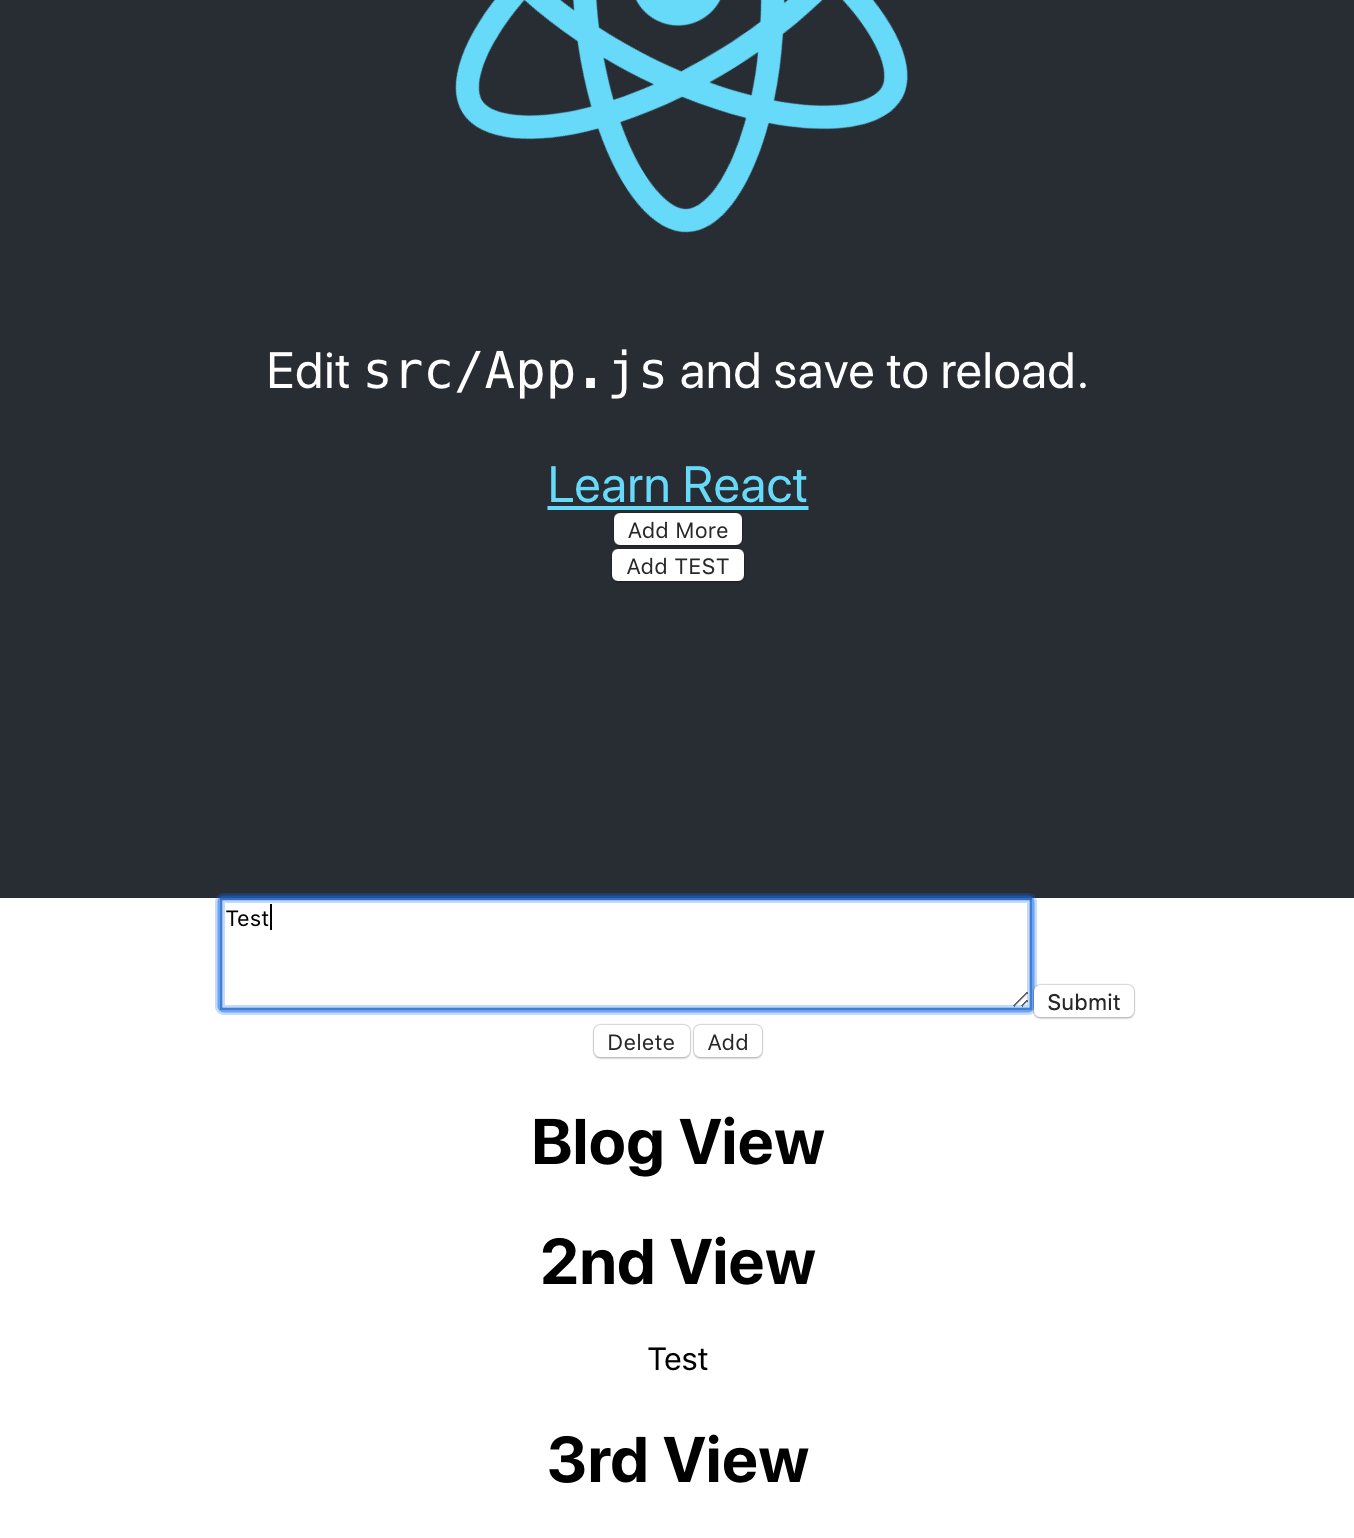 Edit src/App.js and save to reload.
Learn React
Add More
Add TEST
Test
Submit
Delete Add
Blog View
2nd View
Test
3rd View